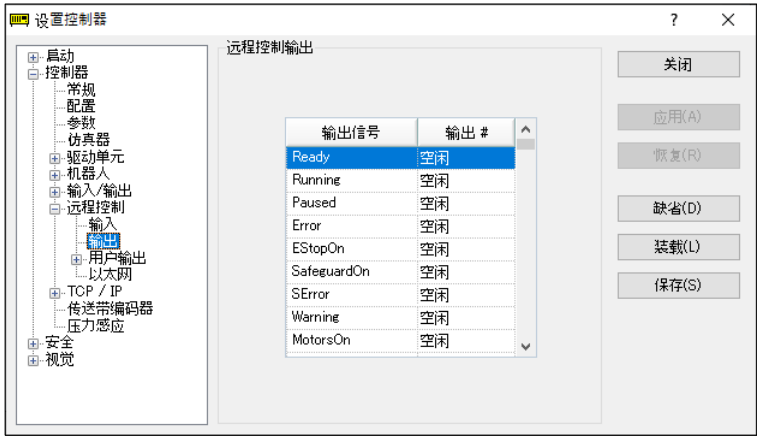 设置控制器
启动
控制器
常规
配置
参数
仿真器
驱动单元
机器人
输入/输出
远程控制
输入
输出
用户输出
以太网
TCP / IP
传送带编码器
压力感应
安全
视觉
远程控制输出
输出信号 输出 #
Ready 空闲
Running 空闲
Paused 空闲
Error 空闲
EStopOn 空闲
SafeguardOn 空闲
SError 空闲
Warning 空闲
MotorsOn 空闲
关闭
应用(A)
恢复(R)
缺省(D)
装载(L)
保存(S)